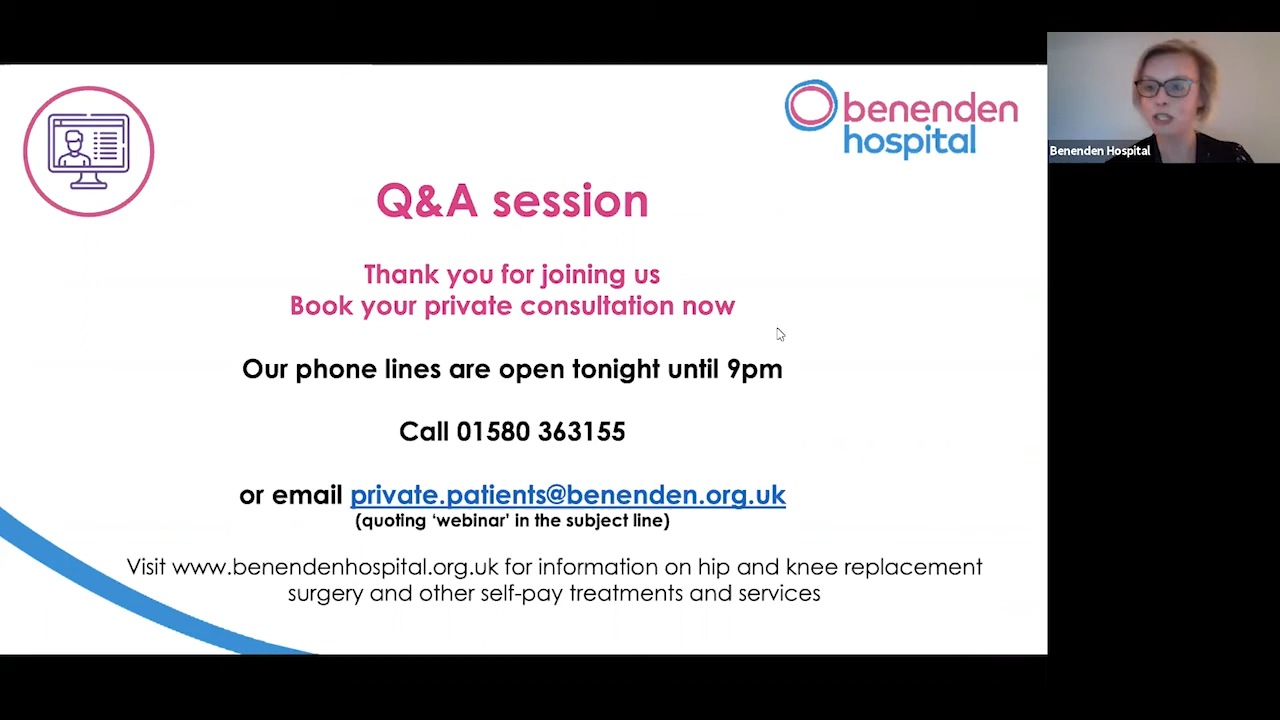 benenden
hospital
Benenden Hospital
Q&A session
Thank you for joining us
Book your private consultation now
Our phone lines are open tonight until 9pm
Call 01580 363155
or email private.patients@benenden.org.uk
(quoting ‘webinar’ in the subject line)
Visit www.benendenhospital.org.uk for information on hip and knee replacement
surgery and other self-pay treatments and services